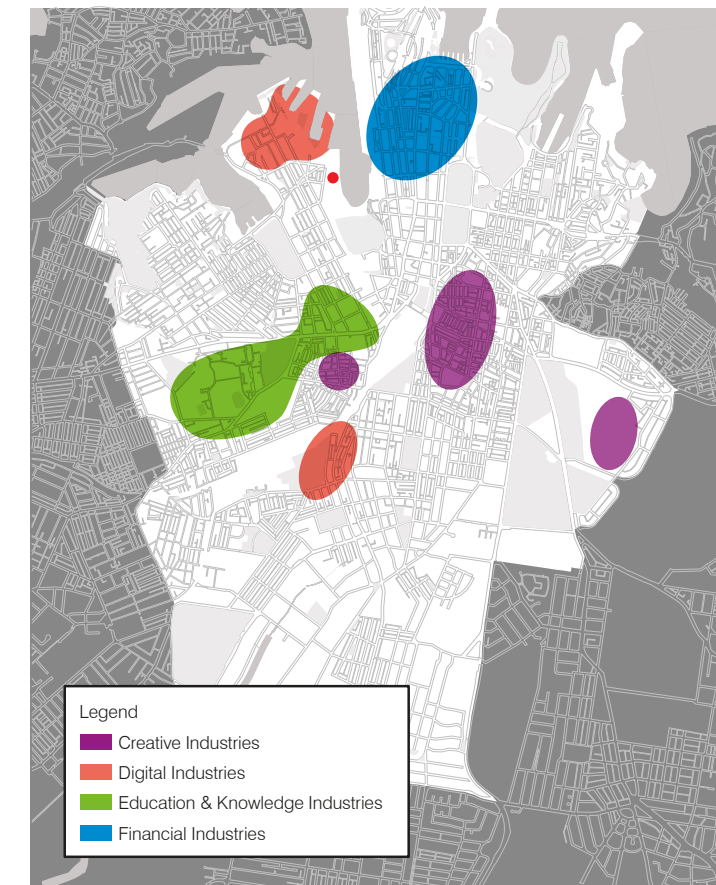 Legend
Creative Industries
Digital Industries
Education & Knowledge Industries
Financial Industries